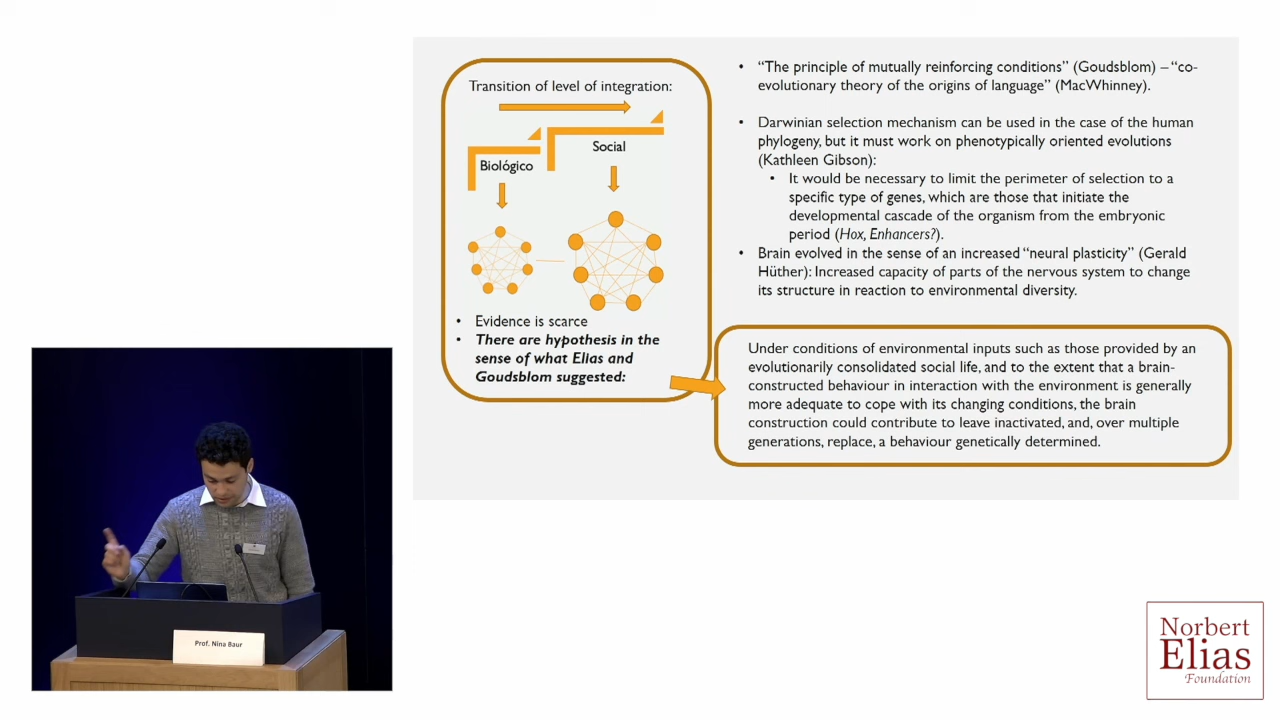 Transition of level of integration:
Biológico
Social
• Evidence is scarce
• There are hypothesis in the
sense of what Elias and
Goudsblom suggested:
• “The principle of mutually reinforcing conditions” (Goudsblom) – “co-
evolutionary theory of the origins of language” (MacWhinney).
• Darwinian selection mechanism can be used in the case of the human
phylogeny, but it must work on phenotypically oriented evolutions
(Kathleen Gibson):
• It would be necessary to limit the perimeter of selection to a
specific type of genes, which are those that initiate the
developmental cascade of the organism from the embryonic
period (Hox, Enhancers?).
• Brain evolved in the sense of an increased “neural plasticity” (Gerald
Hüther): Increased capacity of parts of the nervous system to change
its structure in reaction to environmental diversity.
Under conditions of environmental inputs such as those provided by an
evolutionarily consolidated social life, and to the extent that a brain-
constructed behaviour in interaction with the environment is generally
more adequate to cope with its changing conditions, the brain
construction could contribute to leave inactivated, and, over multiple
generations, replace, a behaviour genetically determined.
Prof. Nina Baur
Norbert
Elias
Foundation